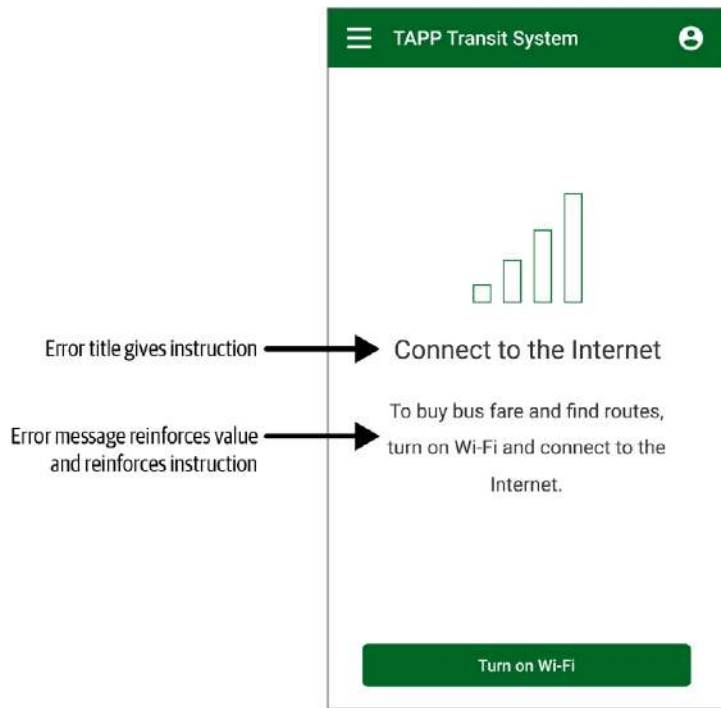 TAPP Transit System
Error title gives instruction
Connect to the Internet
Error message reinforces value
and reinforces instruction
To buy bus fare and find routes,
turn on Wi-Fi and connect to the
Internet.
Turn on Wi-Fi